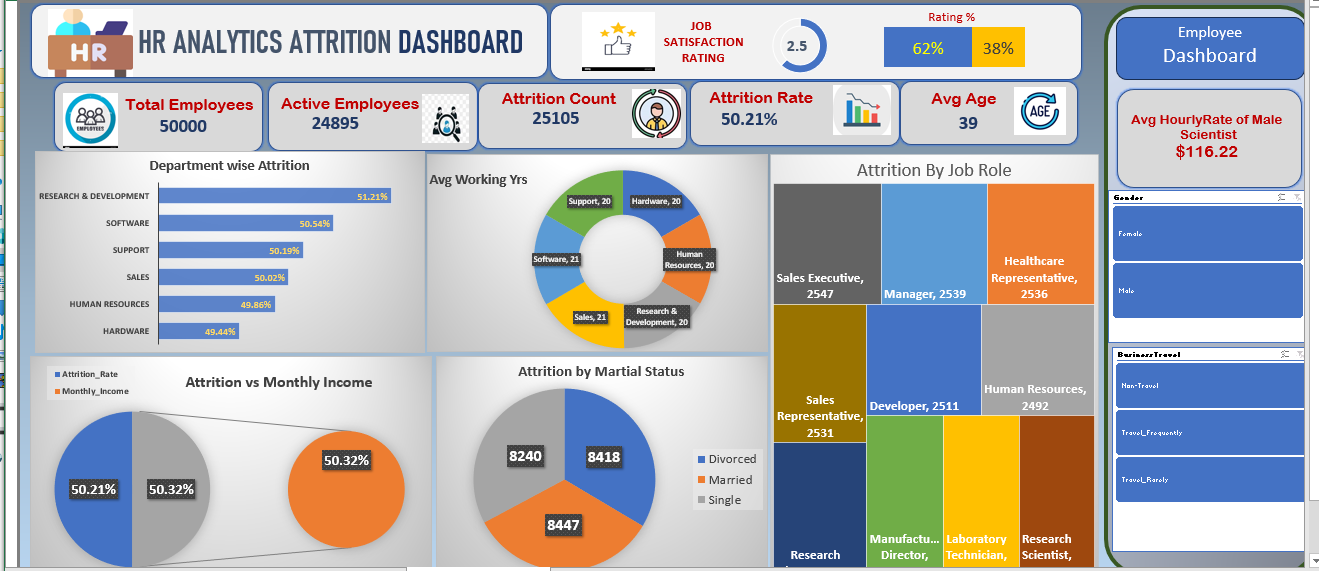 HR
HR ANALYTICS ATTRITION DASHBOARD
JOB
SATISFACTION
RATING
2.5
Rating %
62%
38%
Employee
Dashboard
EMPLOYEES
Total Employees
50000
Active Employees
24895
Attrition Count
25105
Attrition Rate
50.21%
Avg Age
39
AGE
Avg HourlyRate of Male
Scientist
$116.22
Department wise Attrition
RESEARCH & DEVELOPMENT
51.21%
SOFTWARE
50.54%
SUPPORT
50.19%
SALES
50.02%
HUMAN RESOURCES
49.86%
HARDWARE
49.44%
Avg Working Yrs
Support, 20
Hardware, 20
Software, 21
Human
Resources, 20
Sales, 21
Research &
Development, 20
Attrition By Job Role
Sales Executive,
2547
Manager, 2539
Healthcare
Representative,
2536
Sales
Representative,
2531
Developer, 2511
Human Resources,
2492
Research
Manufactu...
Director,
Laboratory
Technician,
Research
Scientist,
Gender
Female
Male
BusinessTravel
Non-Travel
Travel_Frequently
Travel_Rarely
Attrition_Rate
Monthly_Income
Attrition vs Monthly Income
50.21%
50.32%
50.32%
Attrition by Martial Status
8240
8418
8447
Divorced
Married
Single